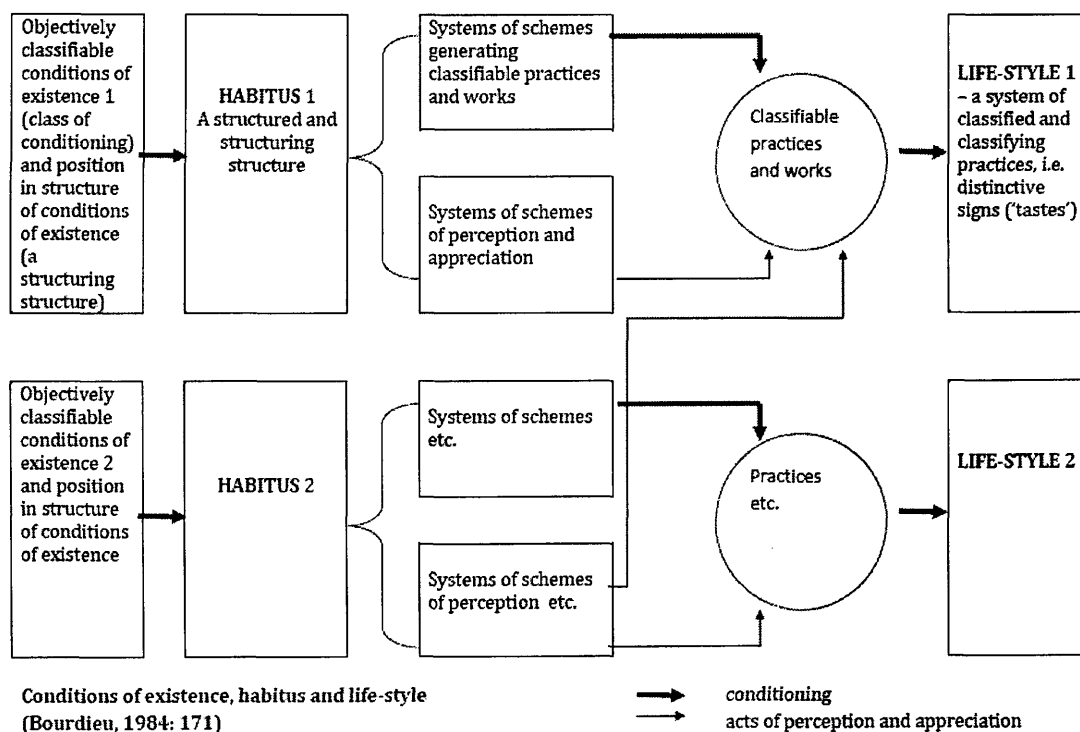 Objectively
classifiable
conditions of
existence 1
(class of
conditioning)
and position
in structure
of conditions
of existence
(a
structuring
structure)
HABITUS 1
A structured and
structuring
structure
Systems of schemes
generating
classifiable practices
and works
Systems of schemes
of perception and
appreciation
Classifiable
practices
and works
LIFE-STYLE 1
– a system of
classified and
classifying
practices, i.e.
distinctive
signs (‘tastes’)
Objectively
classifiable
conditions of
existence 2
and position
in structure
of conditions
of existence
HABITUS 2
Systems of schemes
etc.
Systems of schemes
of perception etc.
Practices
etc.
LIFE-STYLE 2
Conditions of existence, habitus and life-style
(Bourdieu, 1984: 171)
conditioning
acts of perception and appreciation